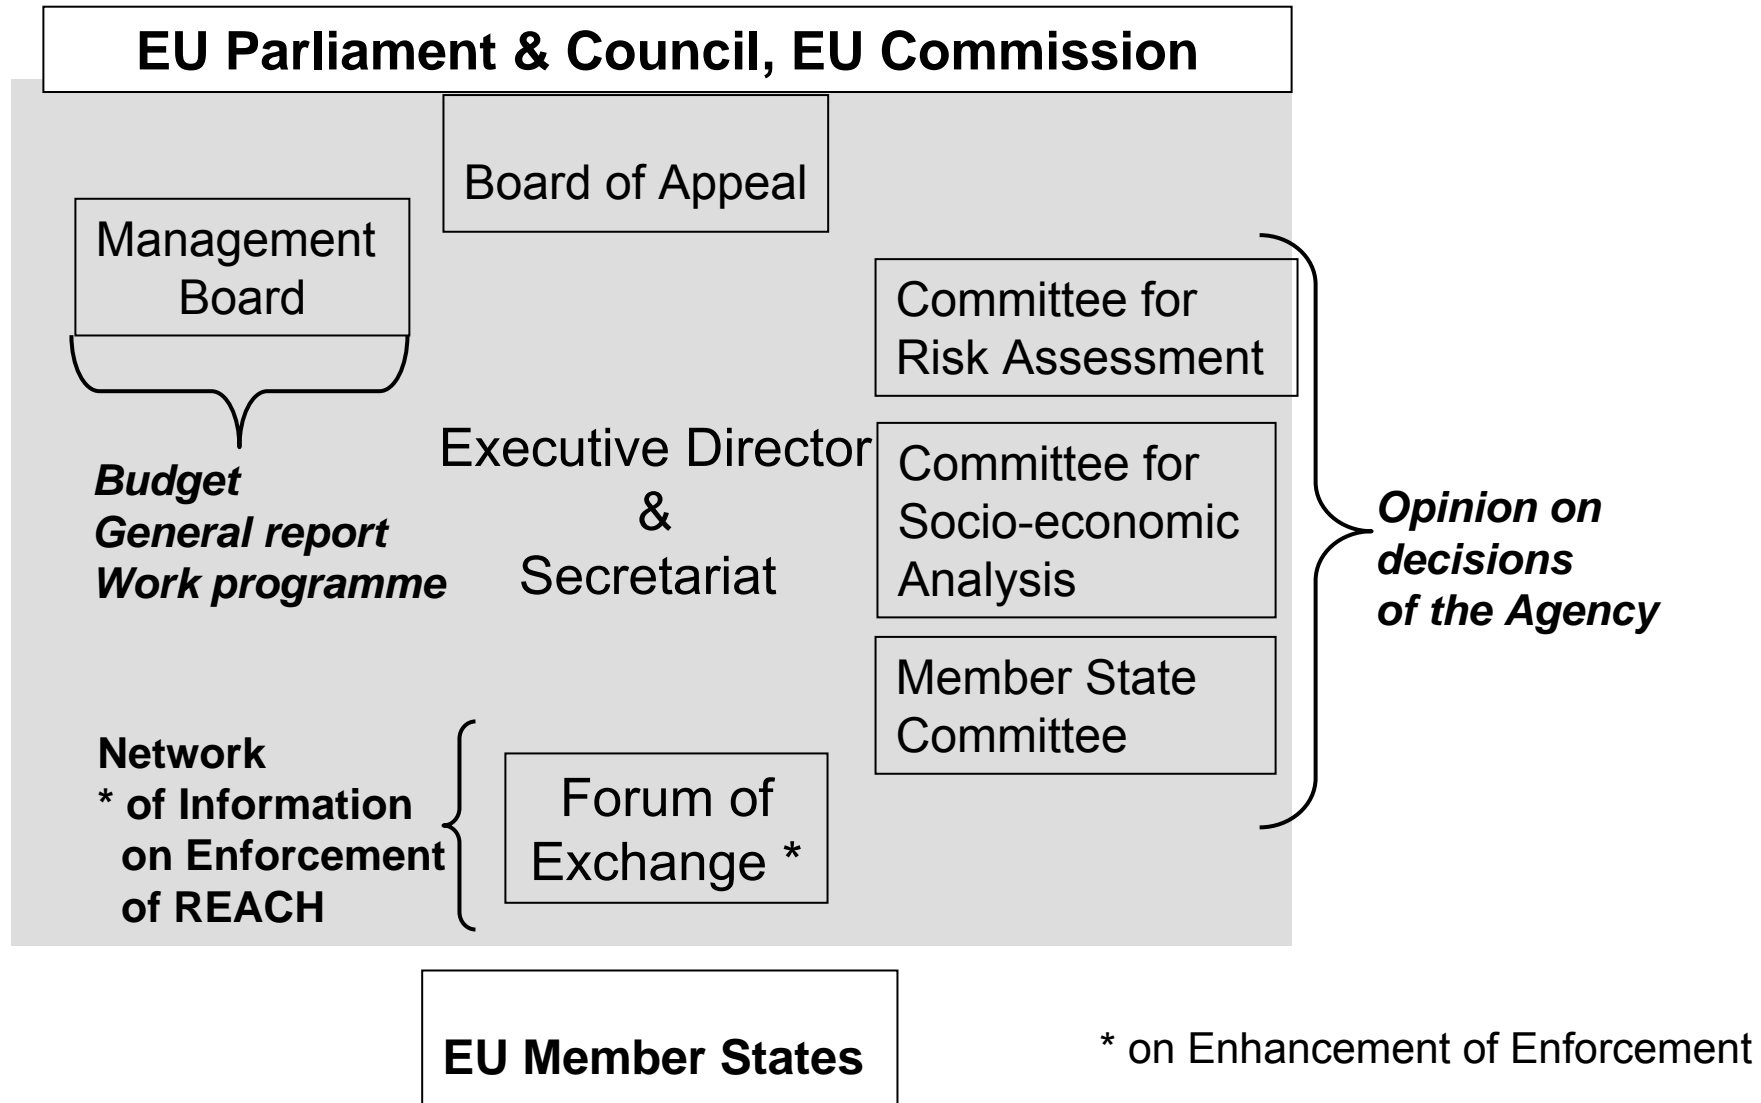 EU Parliament & Council, EU Commission
Board of Appeal
Management
Board
Budget
General report
Work programme
Executive Director
&
Secretariat
Committee for
Risk Assessment
Committee for
Socio-economic
Analysis
Member State
Committee
Opinion on
decisions
of the Agency
Network
* of Information
on Enforcement
of REACH
Forum of
Exchange *
EU Member States
* on Enhancement of Enforcement